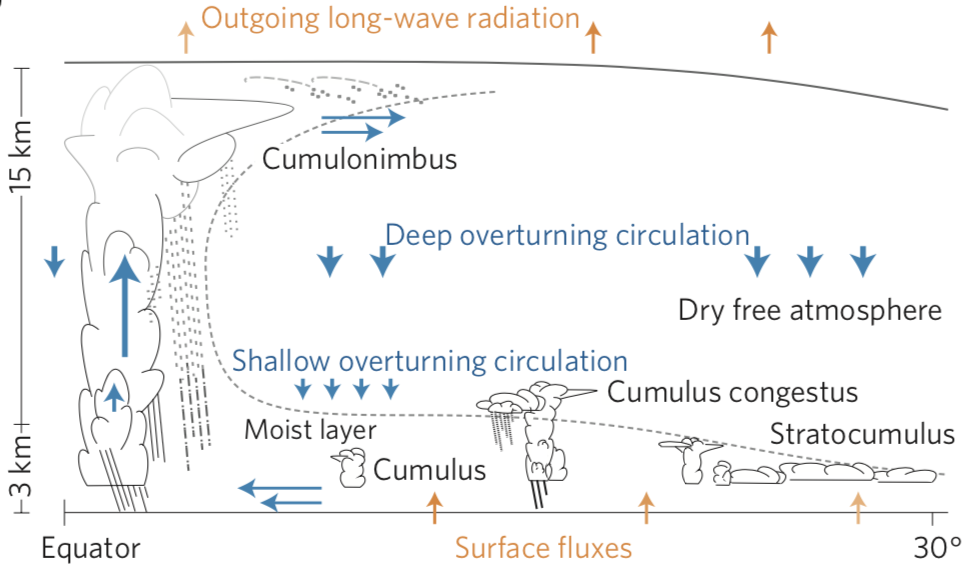 Outgoing long-wave radiation
15 km
Cumulonimbus
Deep overturning circulation
Dry free atmosphere
Shallow overturning circulation
Cumulus congestus
Moist layer
Stratocumulus
3 km
Cumulus
Equator
Surface fluxes
30°